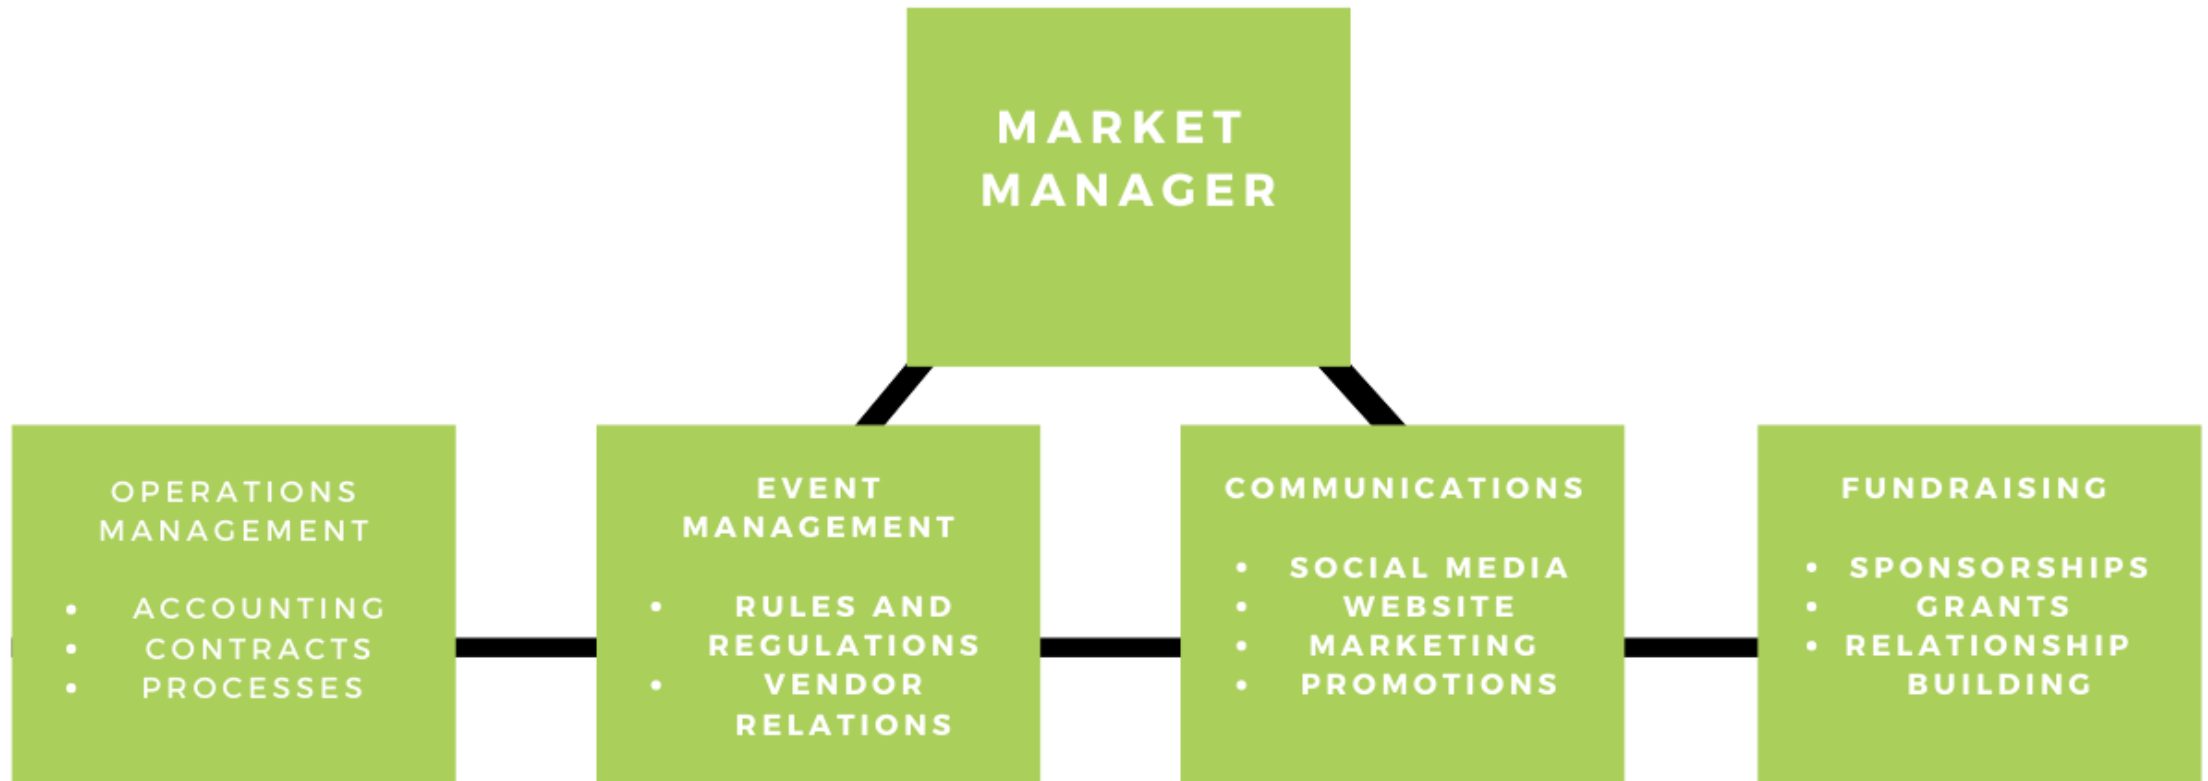 MARKET
MANAGER
OPERATIONS
MANAGEMENT
• ACCOUNTING
• CONTRACTS
• PROCESSES
EVENT
MANAGEMENT
• RULES AND
REGULATIONS
• VENDOR
RELATIONS
COMMUNICATIONS
• SOCIAL MEDIA
• WEBSITE
• MARKETING
• PROMOTIONS
FUNDRAISING
• SPONSORSHIPS
• GRANTS
• RELATIONSHIP
BUILDING